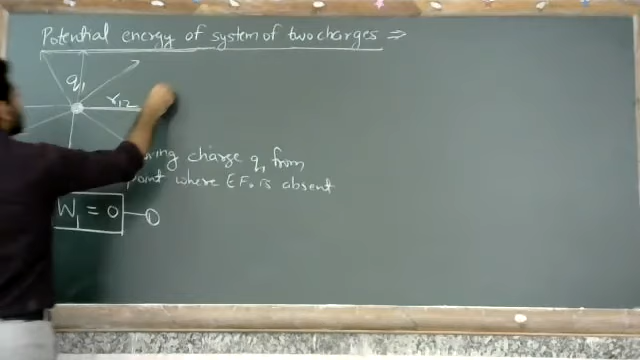 Potential energy of system of two charges ⇒
q₁
r₁₂
charge q₁ from
point where E.F. is absent
W₁ = 0 —①